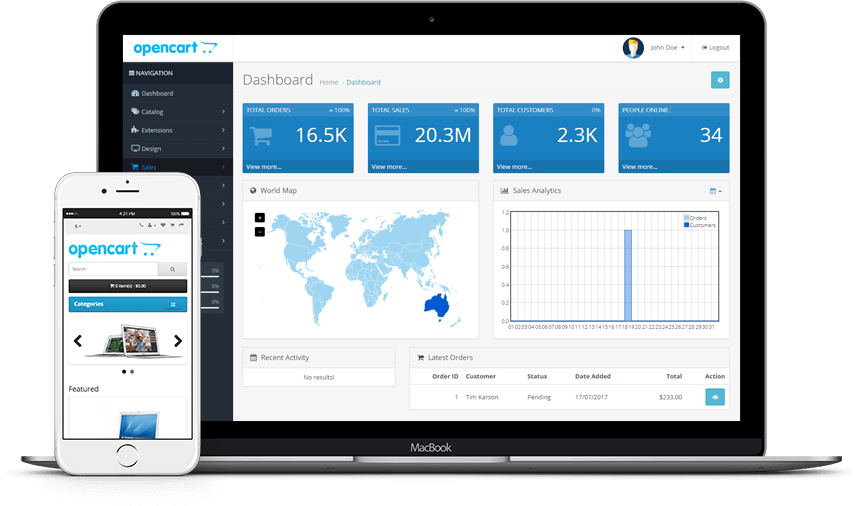 opencart
John Doe
Logout
NAVIGATION
Dashboard
Catalog
Extensions
Design
Sales
0%
0%
0%
Dashboard
Home - Dashboard
TOTAL ORDERS 100%
16.5K
View more...
TOTAL SALES 100%
20.3M
View more...
TOTAL CUSTOMERS 0%
2.3K
View more...
PEOPLE ONLINE
34
View more...
World Map
+
-
Sales Analytics
1.2
1.0
0.8
0.6
0.4
0.2
0.0
Orders
Customers
01 02 03 04 05 06 07 08 09 10 11 12 13 14 15 16 17 18 19 20 21 22 23 24 25 26 27 28 29 30 31
Recent Activity
No results!
Latest Orders
Order ID Customer Status Date Added Total Action
1 Tim Karson Pending 17/07/2017 $233.00
MacBook
4:21 PM 100%
$
opencart
Search
0 item(s) - $0.00
Categories
Featured